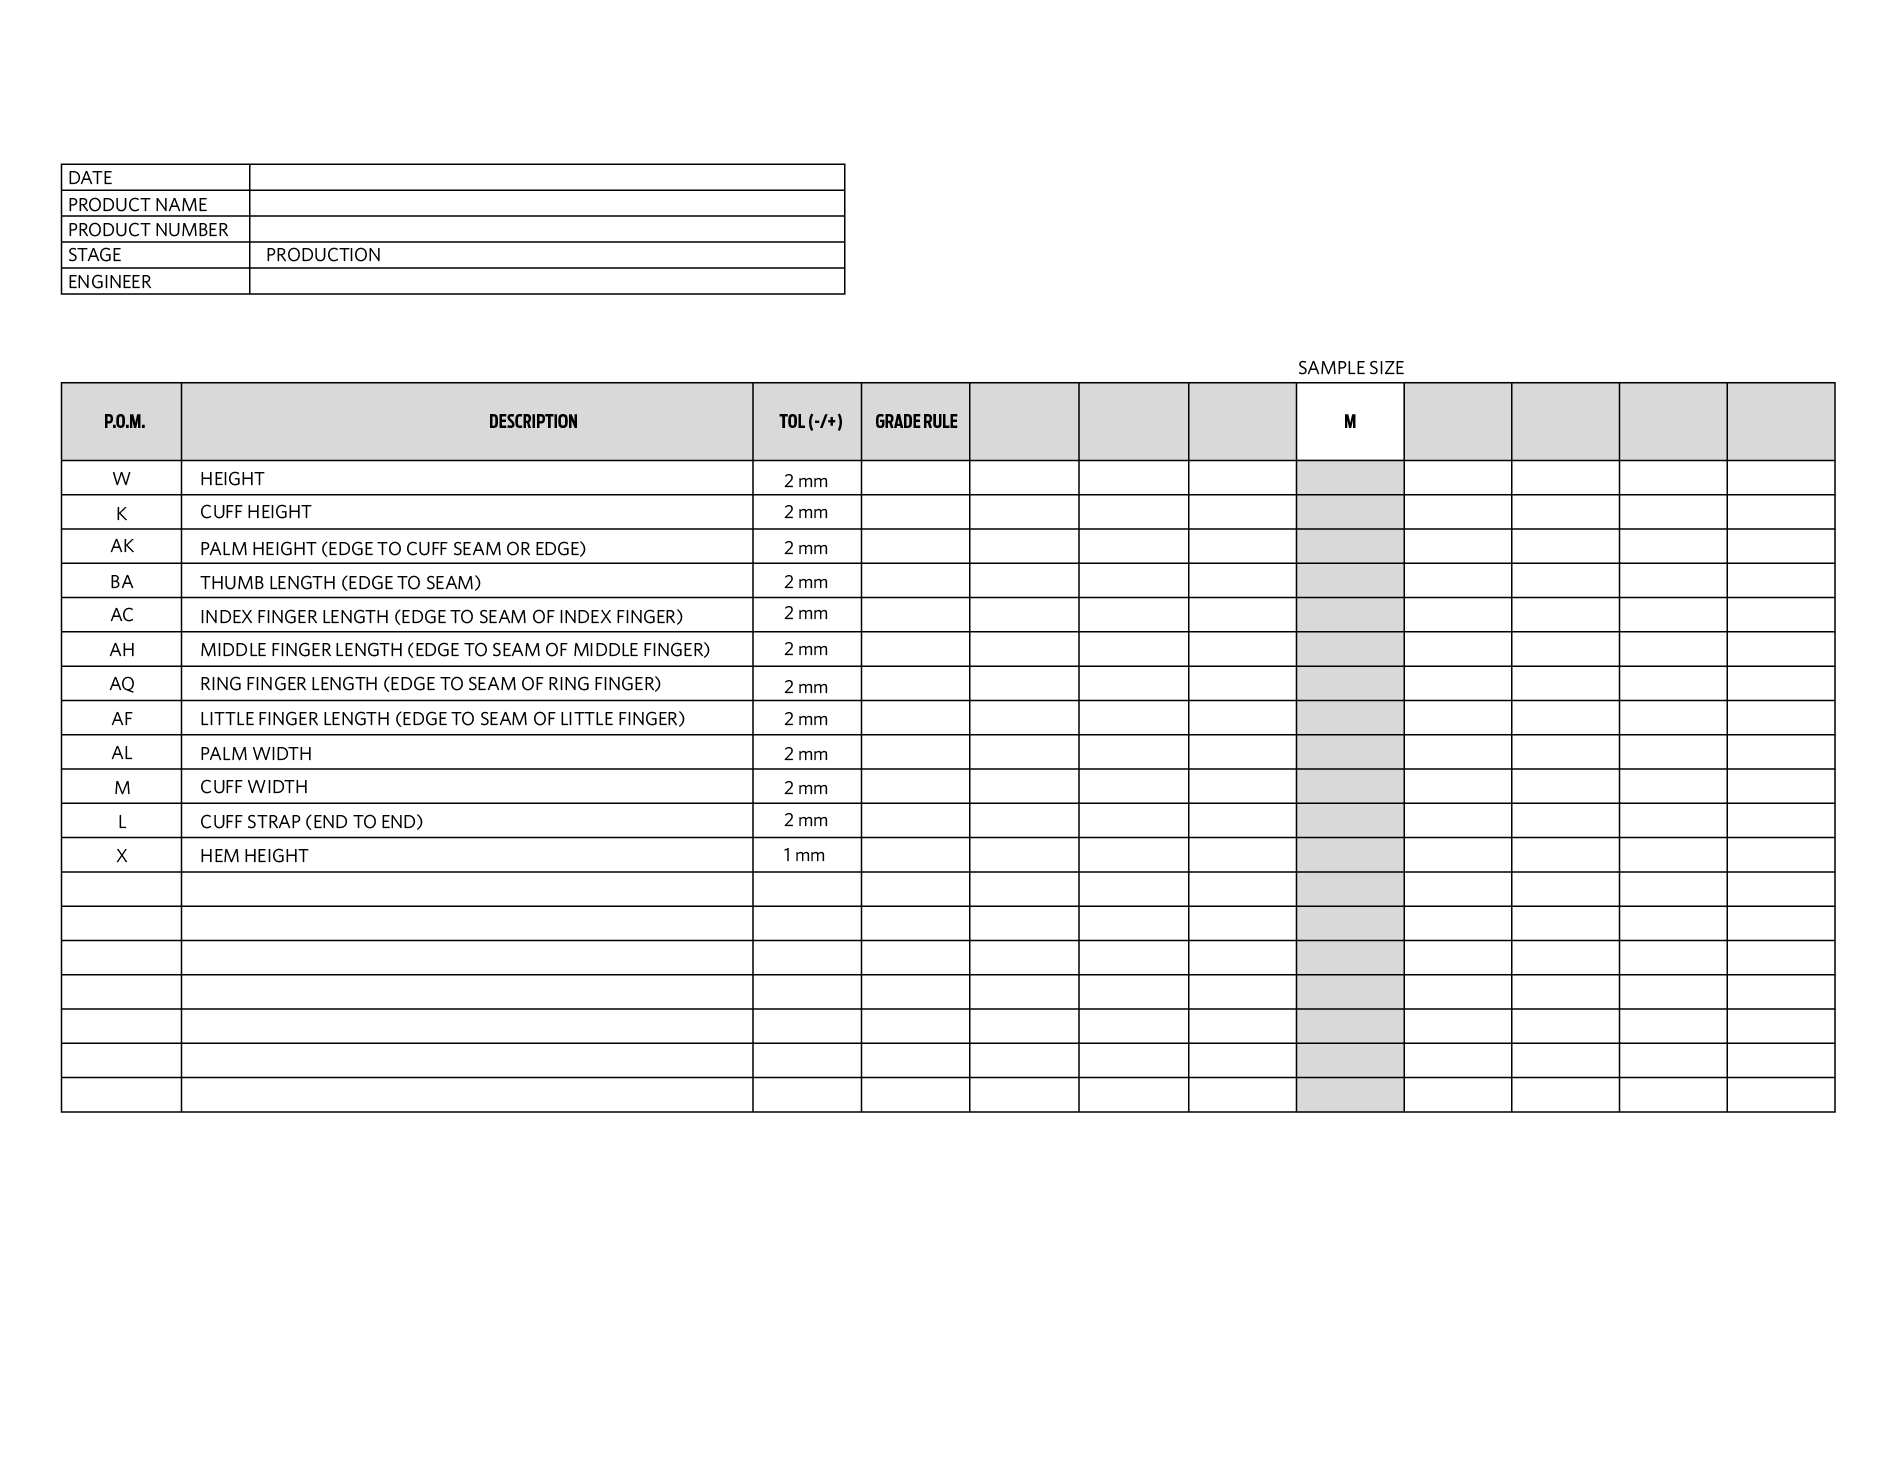 DATE
PRODUCT NAME
PRODUCT NUMBER
STAGE PRODUCTION
ENGINEER
SAMPLE SIZE
P.O.M. DESCRIPTION TOL (-/+) GRADE RULE M
W HEIGHT 2 mm
K CUFF HEIGHT 2 mm
AK PALM HEIGHT (EDGE TO CUFF SEAM OR EDGE) 2 mm
BA THUMB LENGTH (EDGE TO SEAM) 2 mm
AC INDEX FINGER LENGTH (EDGE TO SEAM OF INDEX FINGER) 2 mm
AH MIDDLE FINGER LENGTH (EDGE TO SEAM OF MIDDLE FINGER) 2 mm
AQ RING FINGER LENGTH (EDGE TO SEAM OF RING FINGER) 2 mm
AF LITTLE FINGER LENGTH (EDGE TO SEAM OF LITTLE FINGER) 2 mm
AL PALM WIDTH 2 mm
M CUFF WIDTH 2 mm
L CUFF STRAP (END TO END) 2 mm
X HEM HEIGHT 1 mm